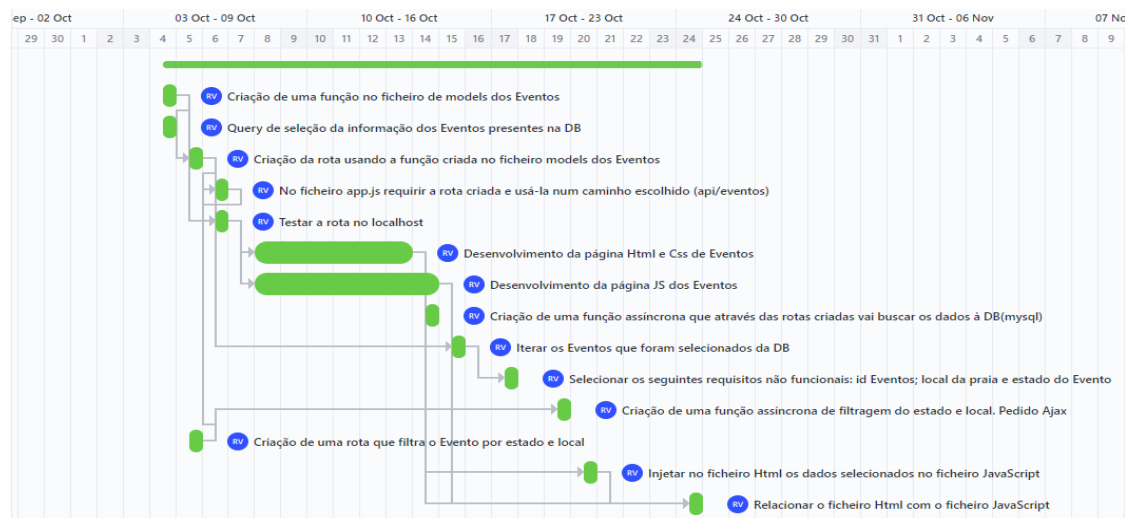 ep - 02 Oct 03 Oct - 09 Oct 10 Oct - 16 Oct 17 Oct - 23 Oct 24 Oct - 30 Oct 31 Oct - 06 Nov 07 No
29 30 1 2 3 4 5 6 7 8 9 10 11 12 13 14 15 16 17 18 19 20 21 22 23 24 25 26 27 28 29 30 31 1 2 3 4 5 6 7 8 9
RV Criação de uma função no ficheiro de models dos Eventos
RV Query de seleção da informação dos Eventos presentes na DB
RV Criação da rota usando a função criada no ficheiro models dos Eventos
RV No ficheiro app.js requirir a rota criada e usá-la num caminho escolhido (api/eventos)
RV Testar a rota no localhost
RV Desenvolvimento da página Html e Css de Eventos
RV Desenvolvimento da página JS dos Eventos
RV Criação de uma função assíncrona que através das rotas criadas vai buscar os dados à DB(mysql)
RV Iterar os Eventos que foram selecionados da DB
RV Selecionar os seguintes requisitos não funcionais: id Eventos; local da praia e estado do Evento
RV Criação de uma função assíncrona de filtragem do estado e local. Pedido Ajax
RV Criação de uma rota que filtra o Evento por estado e local
RV Injetar no ficheiro Html os dados selecionados no ficheiro JavaScript
RV Relacionar o ficheiro Html com o ficheiro JavaScript